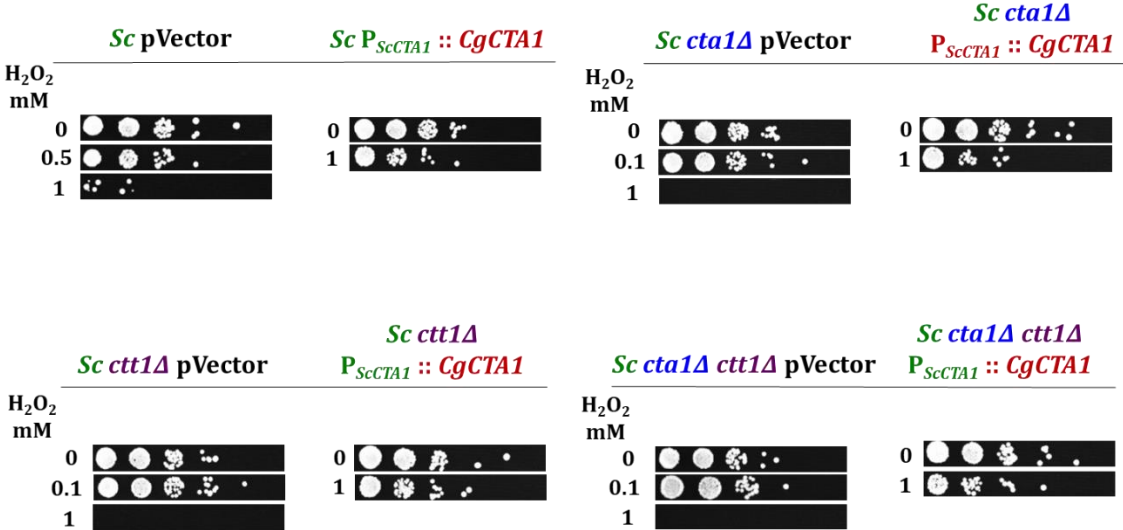 Sc pVector
Sc PScCTA1 :: CgCTA1
H2O2
mM
0
0.5
1
0
1
Sc cta1Δ pVector
Sc cta1Δ
PScCTA1 :: CgCTA1
H2O2
mM
0
0.1
1
0
1
Sc ctt1Δ pVector
Sc ctt1Δ
PScCTA1 :: CgCTA1
H2O2
mM
0
0.1
1
0
1
Sc cta1Δ ctt1Δ pVector
Sc cta1Δ ctt1Δ
PScCTA1 :: CgCTA1
H2O2
mM
0
0.1
1
0
1